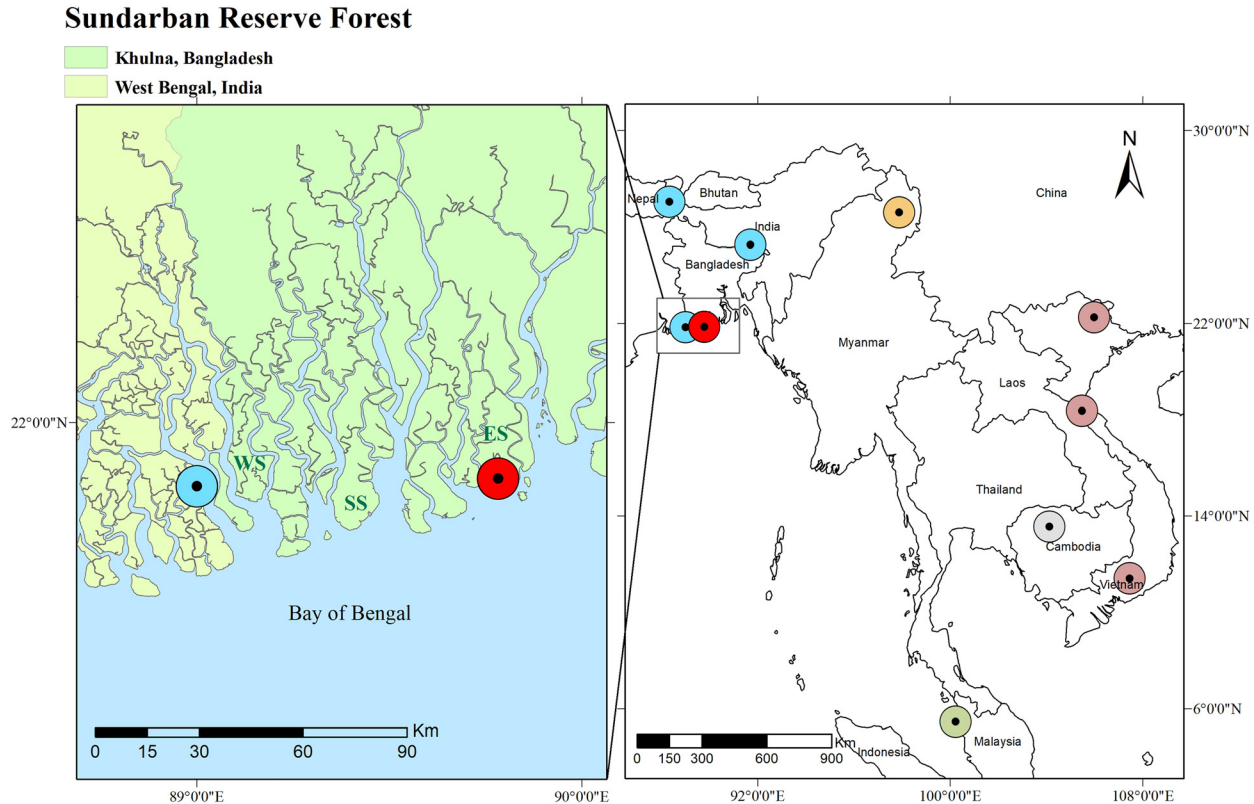 Sundarban Reserve Forest
Khulna, Bangladesh
West Bengal, India
22°0'0"N
WS
SS
ES
Bay of Bengal
Km
0 15 30 60 90
89°0'0"E 90°0'0"E
N
Nepal
Bhutan
China
India
Bangladesh
Myanmar
Laos
Thailand
Cambodia
Vietnam
Malaysia
Indonesia
Km
0 150 300 600 900
30°0'0"N
22°0'0"N
14°0'0"N
6°0'0"N
92°0'0"E 100°0'0"E 108°0'0"E